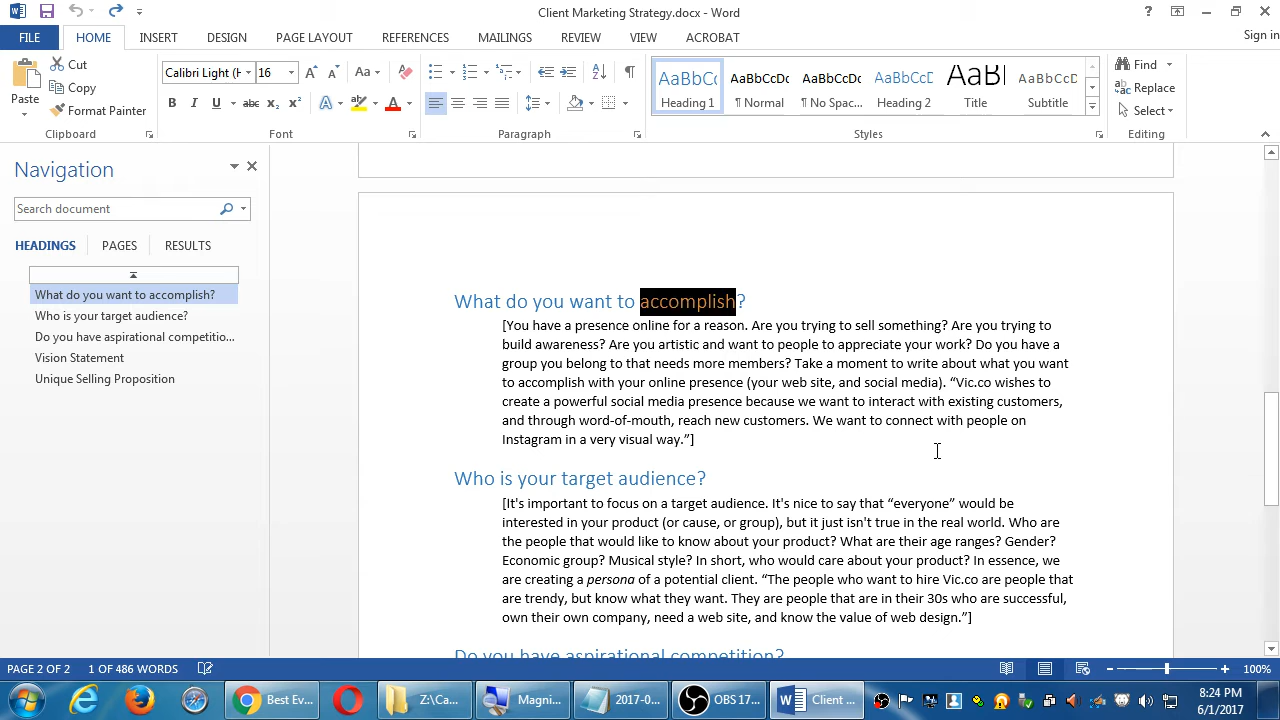 Client Marketing Strategy.docx - Word
Sign in
FILE HOME INSERT DESIGN PAGE LAYOUT REFERENCES MAILINGS REVIEW VIEW ACROBAT
Paste
Cut
Copy
Format Painter
Clipboard
Calibri Light (H 16
Font
Paragraph
AaBbCc Heading 1
AaBbCcDc ¶ Normal
AaBbCcDc ¶ No Spac...
AaBbCcD Heading 2
AaBl Title
AaBbCcDc Subtitle
Styles
Find
Replace
Select
Editing
Navigation
Search document
HEADINGS PAGES RESULTS
What do you want to accomplish?
Who is your target audience?
Do you have aspirational competitio...
Vision Statement
Unique Selling Proposition
What do you want to accomplish?
[You have a presence online for a reason. Are you trying to sell something? Are you trying to
build awareness? Are you artistic and want to people to appreciate your work? Do you have a
group you belong to that needs more members? Take a moment to write about what you want
to accomplish with your online presence (your web site, and social media). “Vic.co wishes to
create a powerful social media presence because we want to interact with existing customers,
and through word-of-mouth, reach new customers. We want to connect with people on
Instagram in a very visual way.”]
Who is your target audience?
[It's important to focus on a target audience. It's nice to say that “everyone” would be
interested in your product (or cause, or group), but it just isn't true in the real world. Who are
the people that would like to know about your product? What are their age ranges? Gender?
Economic group? Musical style? In short, who would care about your product? In essence, we
are creating a persona of a potential client. “The people who want to hire Vic.co are people that
are trendy, but know what they want. They are people that are in their 30s who are successful,
own their own company, need a web site, and know the value of web design.”]
Do you have aspirational competition?
PAGE 2 OF 2 1 OF 486 WORDS
100%
Best Ev...
Z:\Ca...
Magni...
2017-0...
OBS 17...
Client ...
8:24 PM
6/1/2017